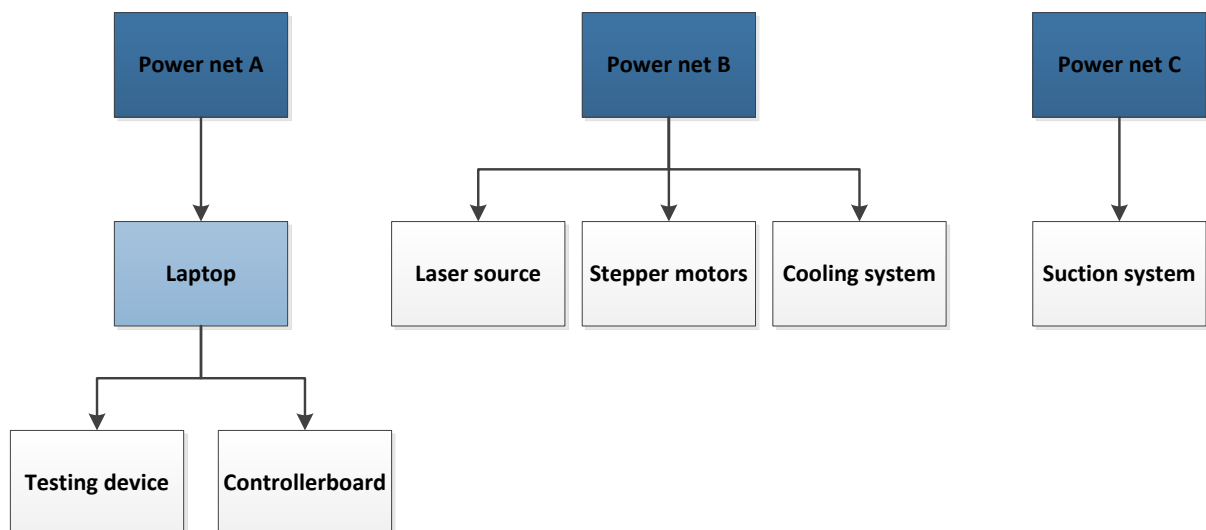 Power net A
Power net B
Power net C
Laptop
Laser source
Stepper motors
Cooling system
Suction system
Testing device
Controllerboard